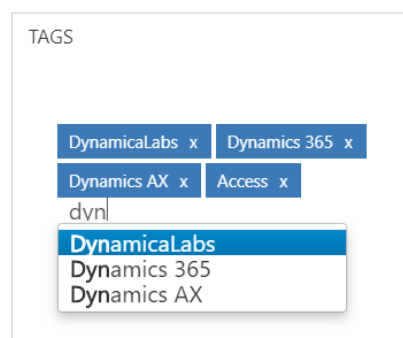 TAGS
DynamicaLabs x Dynamics 365 x
Dynamics AX x Access x
dyn
DynamicaLabs
Dynamics 365
Dynamics AX